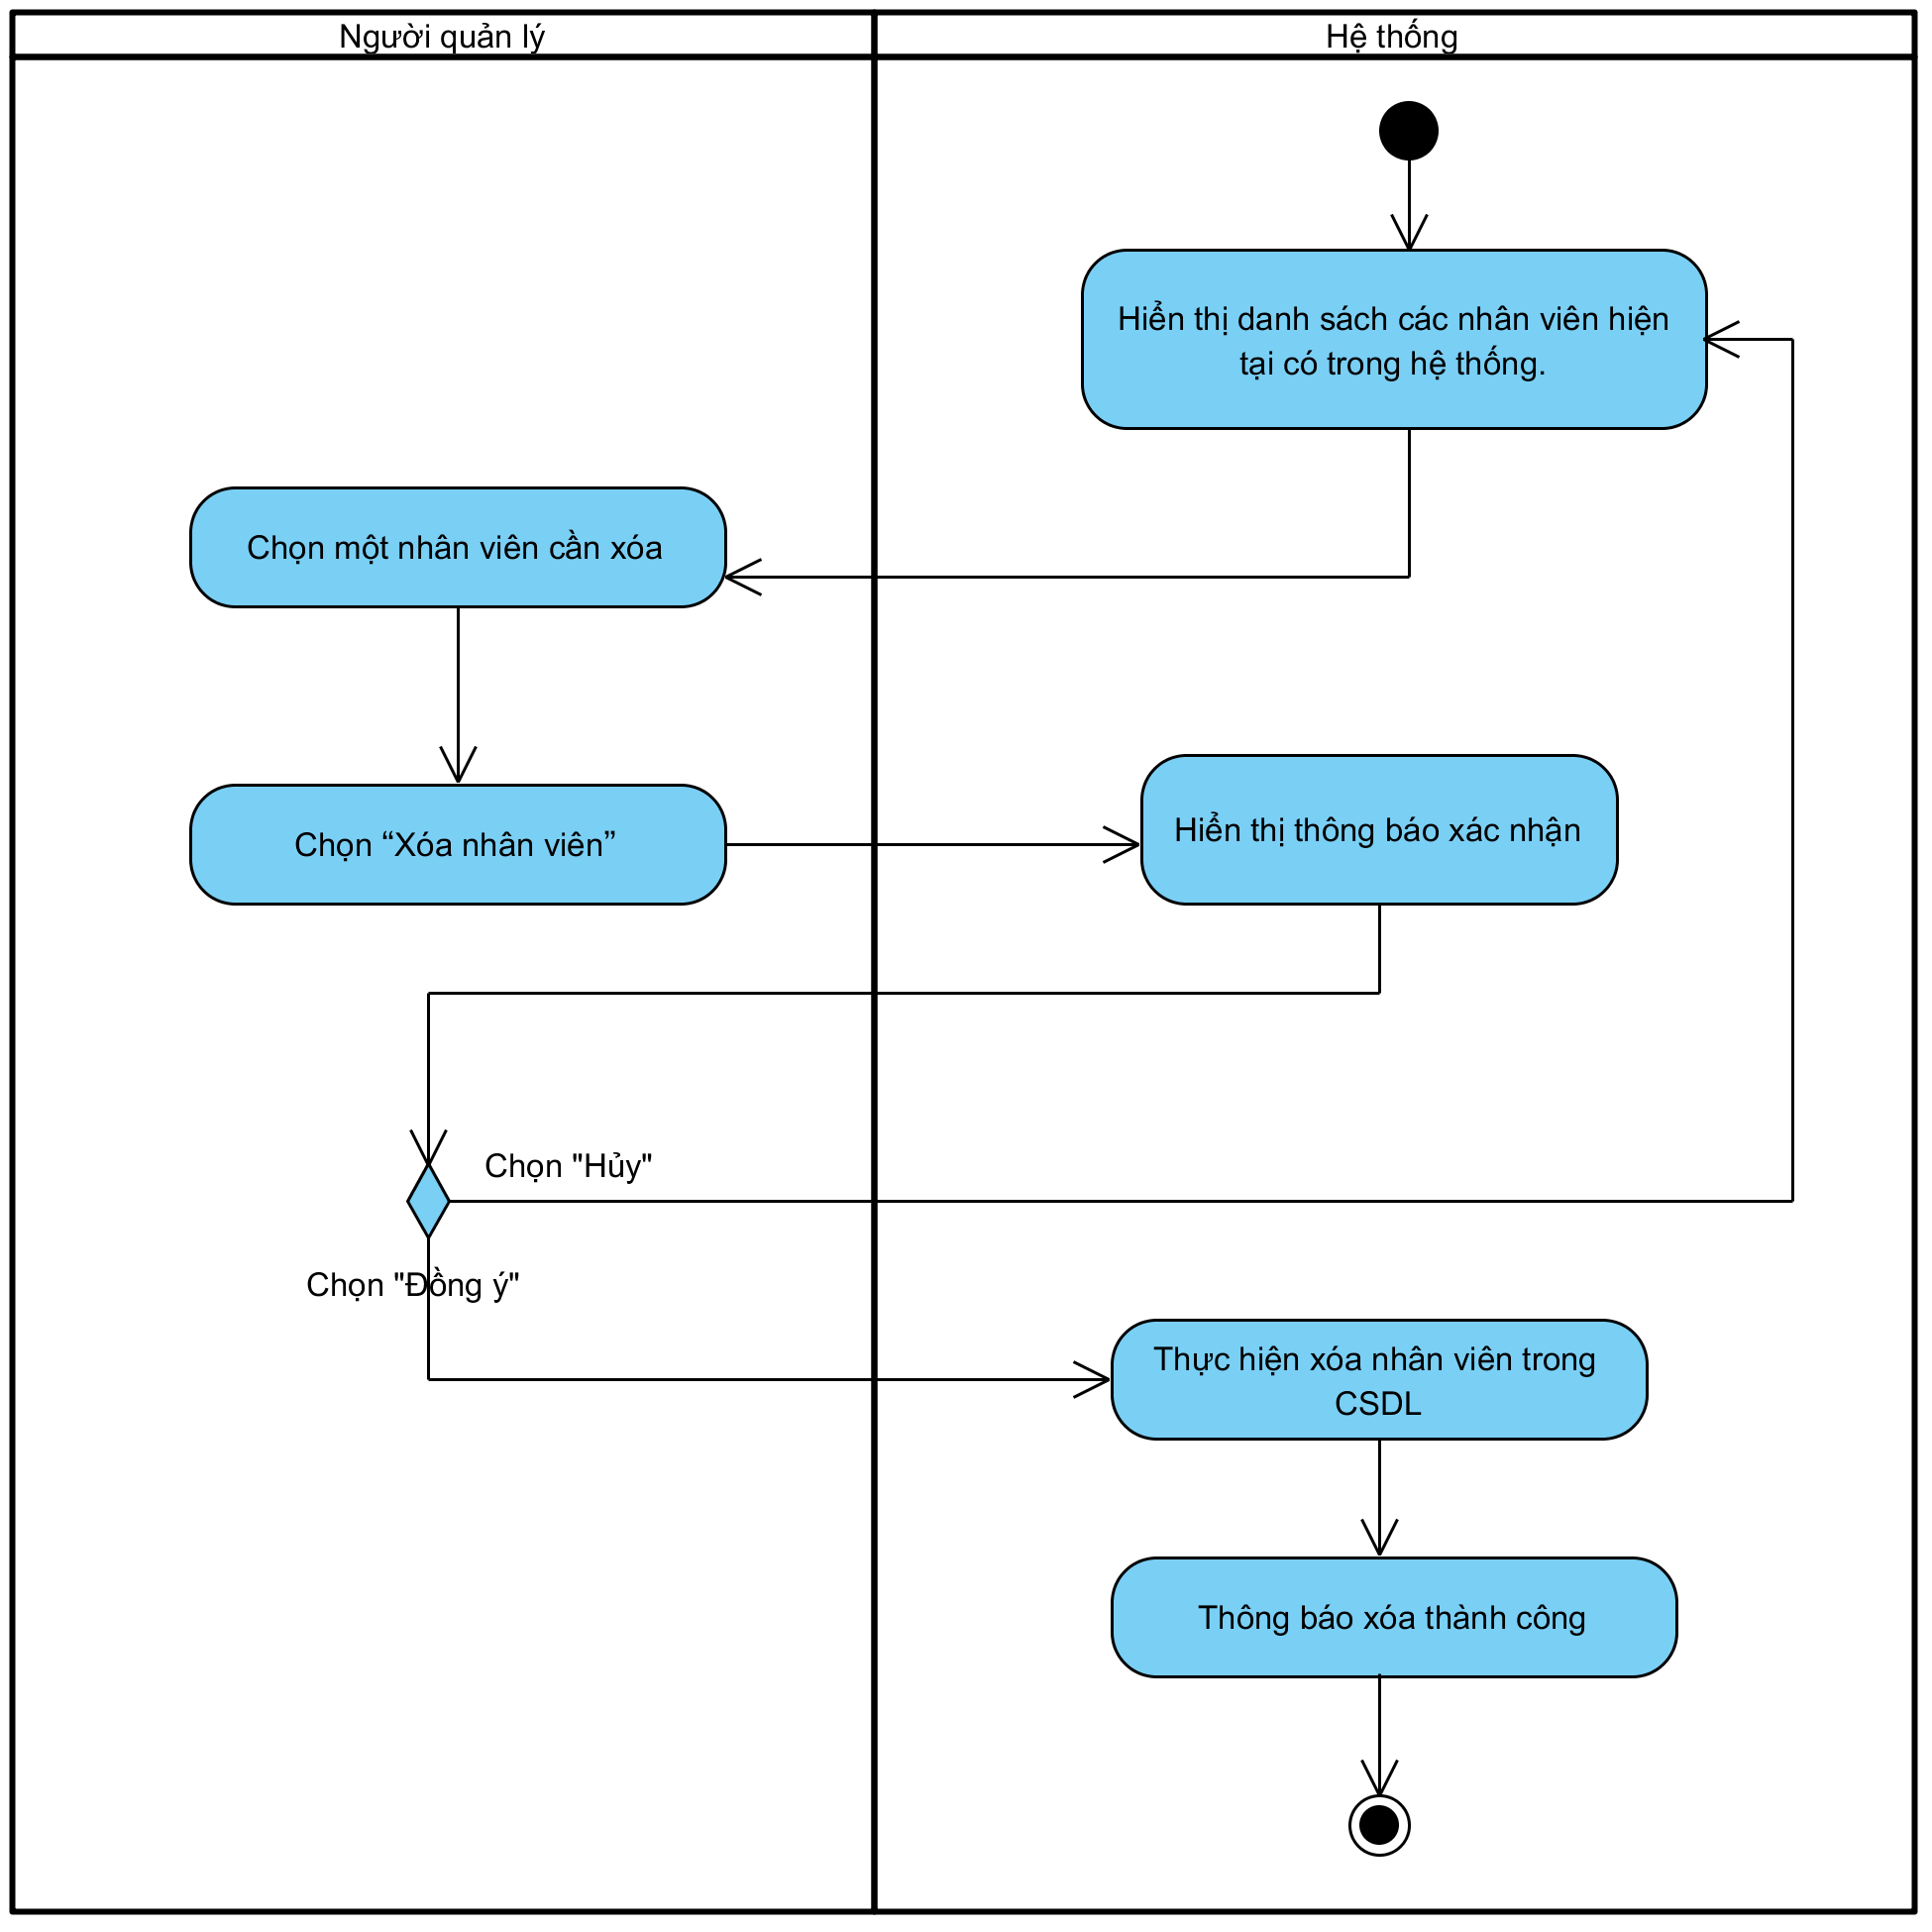 Người quản lý
Hệ thống
Hiển thị danh sách các nhân viên hiện
tại có trong hệ thống.
Chọn một nhân viên cần xóa
Chọn “Xóa nhân viên”
Hiển thị thông báo xác nhận
Chọn "Hủy"
Chọn "Đồng ý"
Thực hiện xóa nhân viên trong
CSDL
Thông báo xóa thành công